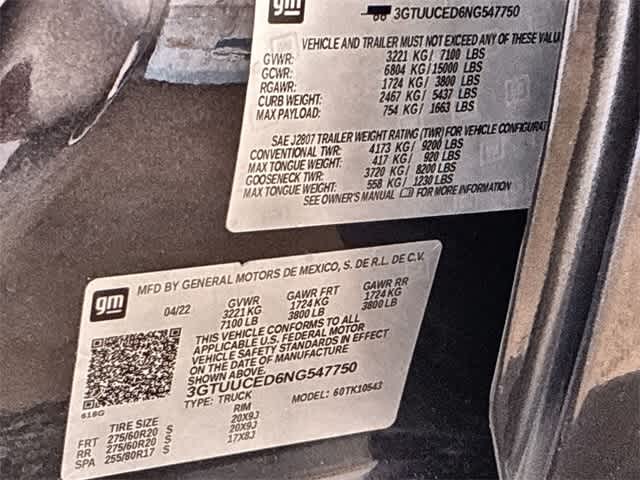 gm
3GTUUCED6NG547750
VEHICLE AND TRAILER MUST NOT EXCEED ANY OF THESE VALU
GVWR: 3221 KG/ 7100 LBS
GCWR: 6804 KG/15000 LBS
RGAWR: 1724 KG/ 3800 LBS
CURB WEIGHT: 2467 KG/ 5437 LBS
MAX PAYLOAD: 754 KG/ 1663 LBS
SAE J2807 TRAILER WEIGHT RATING (TWR) FOR VEHICLE CONFIGURAT
CONVENTIONAL TWR: 4173 KG/ 9200 LBS
MAX TONGUE WEIGHT: 417 KG/ 920 LBS
GOOSENECK TWR: 3720 KG/ 8200 LBS
MAX TONGUE WEIGHT: 558 KG/ 1230 LBS
SEE OWNER'S MANUAL FOR MORE INFORMATION
gm
MFD BY GENERAL MOTORS DE MEXICO, S. DE R.L. DE C.V.
04/22 GVWR GAWR FRT GAWR RR
3221 KG 1724 KG 1724 KG
7100 LB 3800 LB 3800 LB
THIS VEHICLE CONFORMS TO ALL
APPLICABLE U.S. FEDERAL MOTOR
VEHICLE SAFETY STANDARDS IN EFFECT
ON THE DATE OF MANUFACTURE
SHOWN ABOVE.
3GTUUCED6NG547750
TYPE: TRUCK MODEL: 60TK10543
618G
TIRE SIZE RIM
FRT 275/60R20 S 20X9J
RR 275/60R20 S 20X9J
SPA 255/80R17 S 17X8J